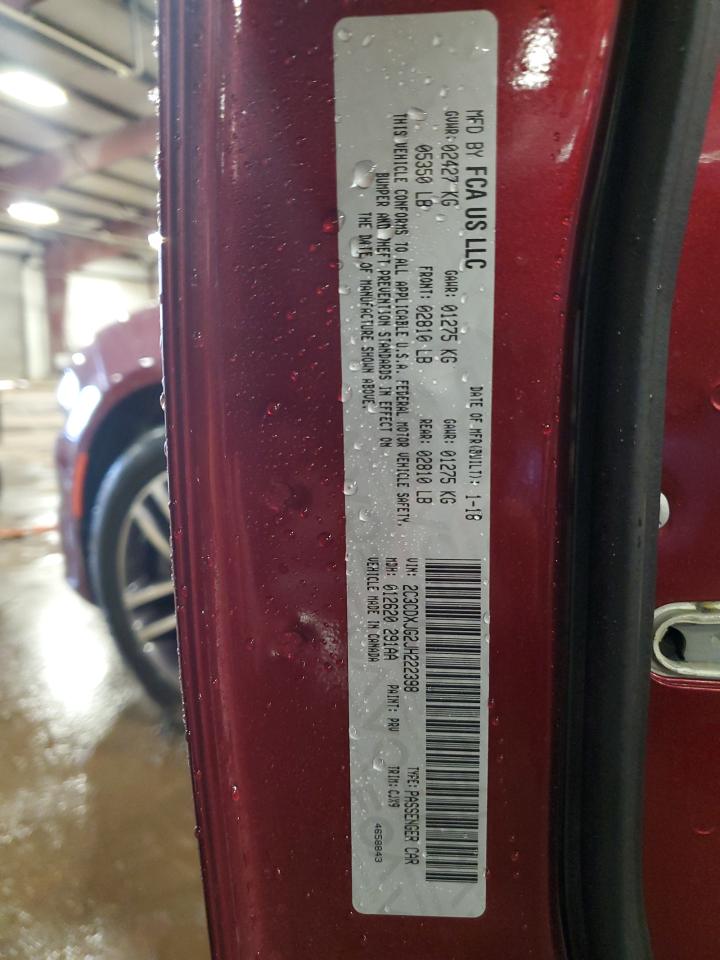 MFD BY FCA US LLC
DATE OF MFR(BUILT): 1-18
GVWR: 02427 KG
GAWR: 01275 KG
GAWR: 01275 KG
05350 LB
FRONT: 02810 LB
REAR: 02810 LB
THIS VEHICLE CONFORMS TO ALL APPLICABLE U.S.A. FEDERAL MOTOR VEHICLE SAFETY,
BUMPER AND THEFT PREVENTION STANDARDS IN EFFECT ON
THE DATE OF MANUFACTURE SHOWN ABOVE.
VIN: 2C3CDXJG2JH222398
TYPE: PASSENGER CAR
MDH: 012620 291AA
PAINT: PRV
TRIM: CJX9
VEHICLE MADE IN CANADA
4658843